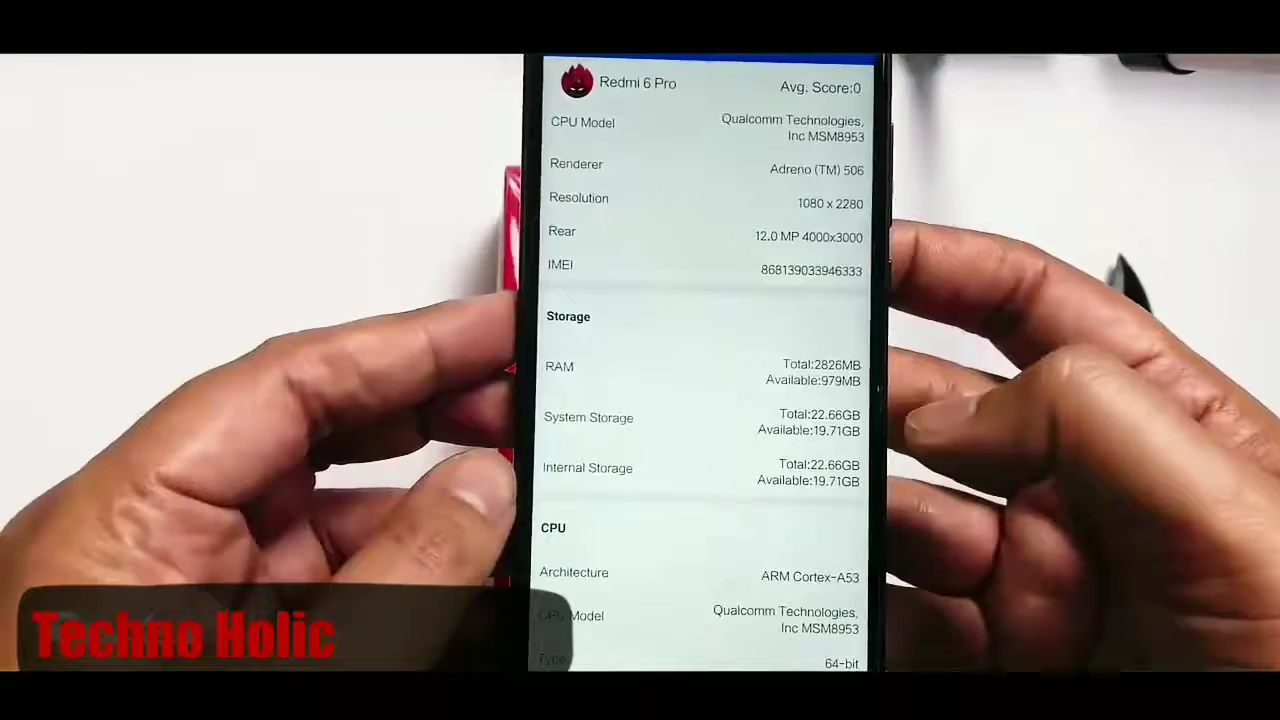 Redmi 6 Pro Avg. Score:0
CPU Model Qualcomm Technologies,
Inc MSM8953
Renderer Adreno (TM) 506
Resolution 1080 x 2280
Rear 12.0 MP 4000x3000
IMEI 868139033946333
Storage
RAM Total:2826MB
Available:979MB
System Storage Total:22.66GB
Available:19.71GB
Internal Storage Total:22.66GB
Available:19.71GB
CPU
Architecture ARM Cortex-A53
CPU Model Qualcomm Technologies,
Inc MSM8953
Type 64-bit
Techno Holic